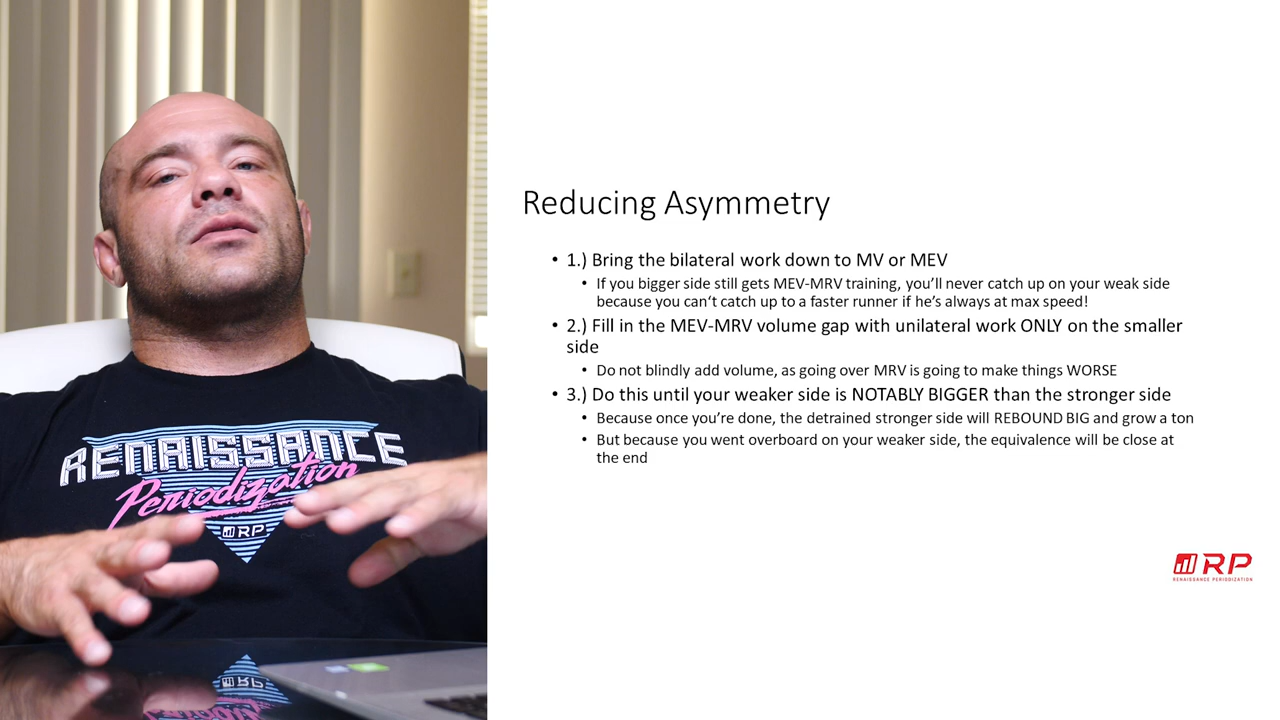 Reducing Asymmetry
• 1.) Bring the bilateral work down to MV or MEV
• If you bigger side still gets MEV-MRV training, you'll never catch up on your weak side
because you can't catch up to a faster runner if he's always at max speed!
• 2.) Fill in the MEV-MRV volume gap with unilateral work ONLY on the smaller
side
• Do not blindly add volume, as going over MRV is going to make things WORSE
• 3.) Do this until your weaker side is NOTABLY BIGGER than the stronger side
• Because once you're done, the detrained stronger side will REBOUND BIG and grow a ton
• But because you went overboard on your weaker side, the equivalence will be close at
the end
RENAISSANCE
Periodization
RP
RP
RENAISSANCE PERIODIZATION